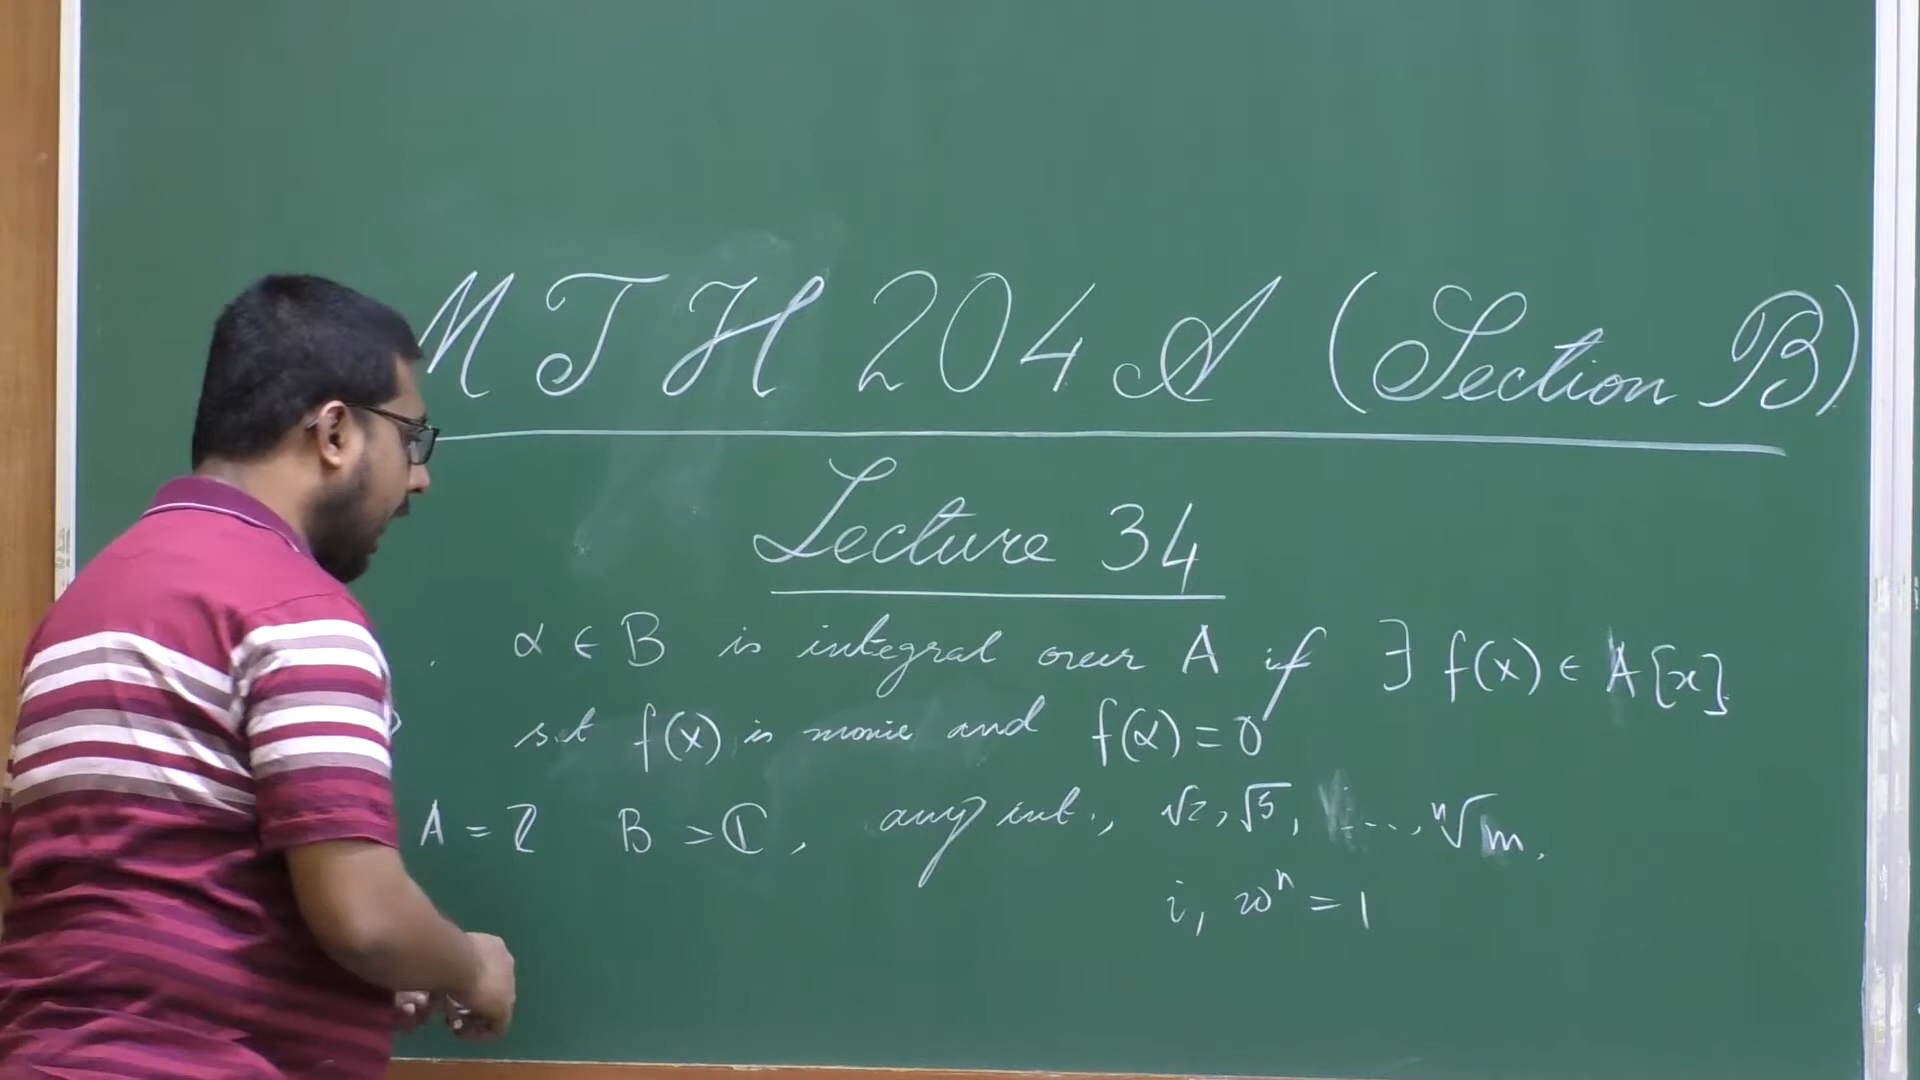 MTH 204 A (Section B)
Lecture 34
α ∈ B is integral over A if ∃ f(x) ∈ A[x]
s.t f(x) is monic and f(α) = 0
A = ℤ B = ℂ, any int., √2, √5, ..., ⁿ√m.
i, wⁿ = 1